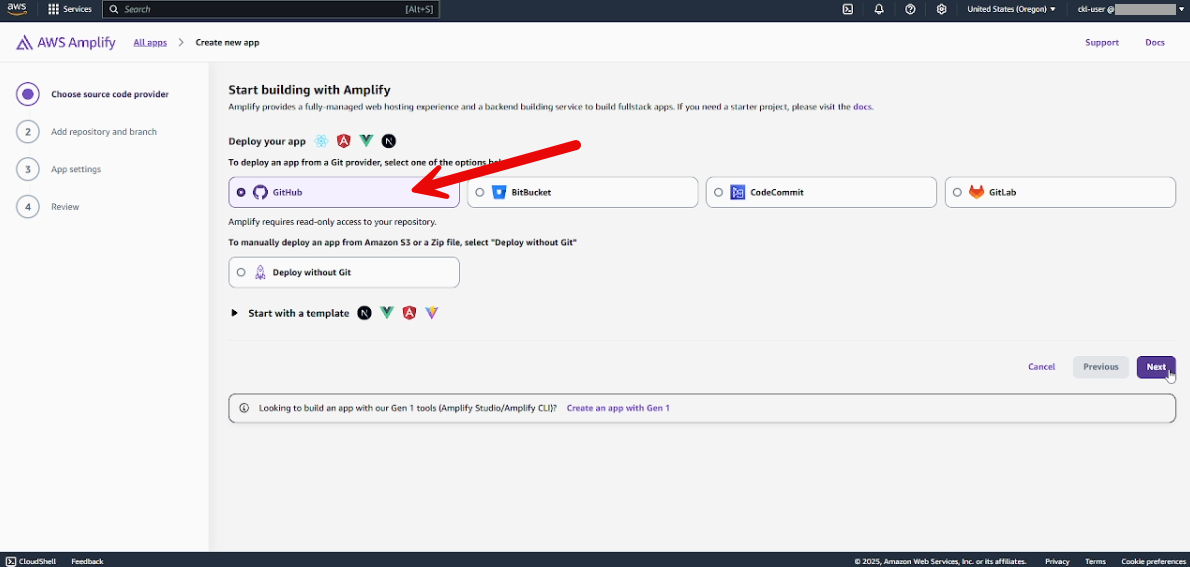 aws Services Search [Alt+S] United States (Oregon) ckl-user @
AWS Amplify All apps Create new app Support Docs
Choose source code provider
2 Add repository and branch
3 App settings
4 Review
Start building with Amplify
Amplify provides a fully-managed web hosting experience and a backend building service to build fullstack apps. If you need a starter project, please visit the docs.
Deploy your app
To deploy an app from a Git provider, select one of the options
GitHub BitBucket CodeCommit GitLab
Amplify requires read-only access to your repository.
To manually deploy an app from Amazon S3 or a Zip file, select "Deploy without Git"
Deploy without Git
Start with a template
Cancel Previous Next
Looking to build an app with our Gen 1 tools (Amplify Studio/Amplify CLI)? Create an app with Gen 1
CloudShell Feedback © 2025, Amazon Web Services, Inc. or its affiliates. Privacy Terms Cookie preferences